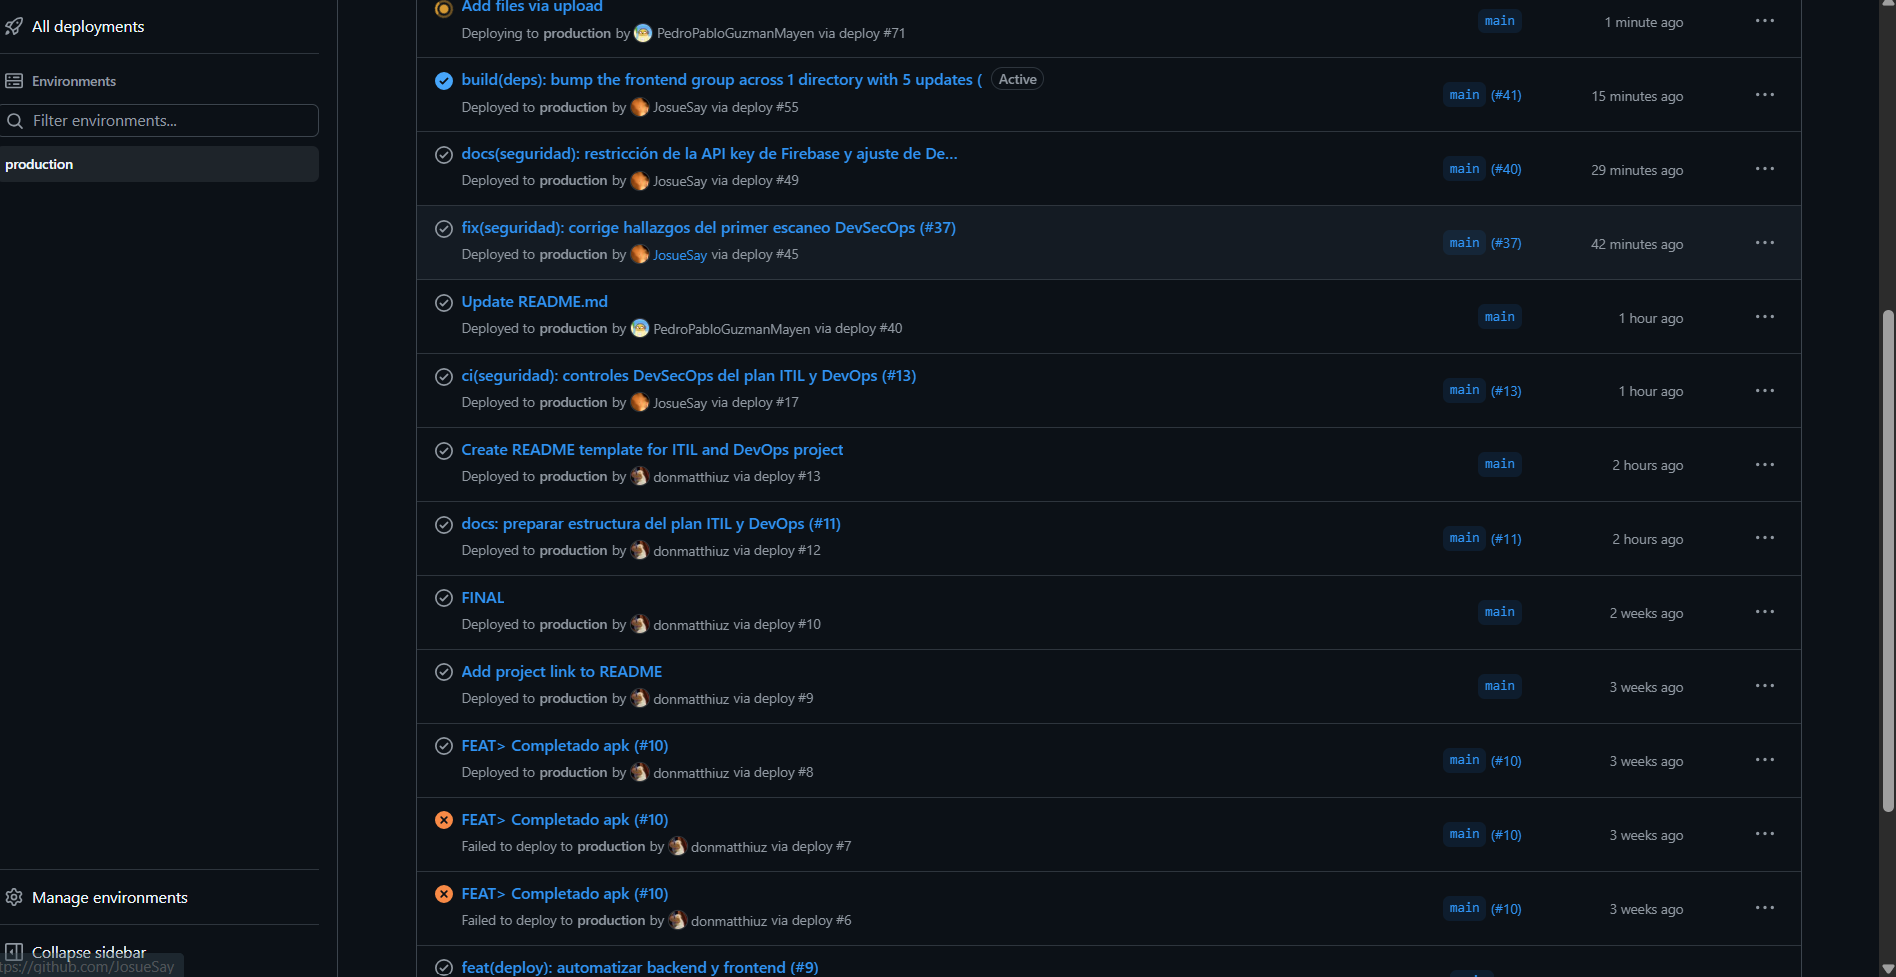 All deployments
Environments
Filter environments...
production
Manage environments
Collapse sidebar
tps://github.com/JosueSay
Add files via upload
Deploying to production by PedroPabloGuzmanMayen via deploy #71
main
1 minute ago
build(deps): bump the frontend group across 1 directory with 5 updates ( Active
Deployed to production by JosueSay via deploy #55
main (#41)
15 minutes ago
docs(seguridad): restricción de la API key de Firebase y ajuste de De...
Deployed to production by JosueSay via deploy #49
main (#40)
29 minutes ago
fix(seguridad): corrige hallazgos del primer escaneo DevSecOps (#37)
Deployed to production by JosueSay via deploy #45
main (#37)
42 minutes ago
Update README.md
Deployed to production by PedroPabloGuzmanMayen via deploy #40
main
1 hour ago
ci(seguridad): controles DevSecOps del plan ITIL y DevOps (#13)
Deployed to production by JosueSay via deploy #17
main (#13)
1 hour ago
Create README template for ITIL and DevOps project
Deployed to production by donmatthiuz via deploy #13
main
2 hours ago
docs: preparar estructura del plan ITIL y DevOps (#11)
Deployed to production by donmatthiuz via deploy #12
main (#11)
2 hours ago
FINAL
Deployed to production by donmatthiuz via deploy #10
main
2 weeks ago
Add project link to README
Deployed to production by donmatthiuz via deploy #9
main
3 weeks ago
FEAT> Completado apk (#10)
Deployed to production by donmatthiuz via deploy #8
main (#10)
3 weeks ago
FEAT> Completado apk (#10)
Failed to deploy to production by donmatthiuz via deploy #7
main (#10)
3 weeks ago
FEAT> Completado apk (#10)
Failed to deploy to production by donmatthiuz via deploy #6
main (#10)
3 weeks ago
feat(deploy): automatizar backend y frontend (#9)